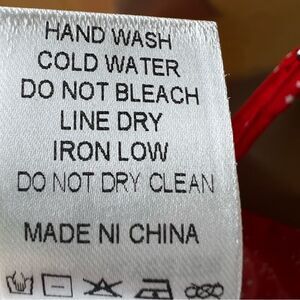 HAND WASH
COLD WATER
DO NOT BLEACH
LINE DRY
IRON LOW
DO NOT DRY CLEAN
MADE NI CHINA